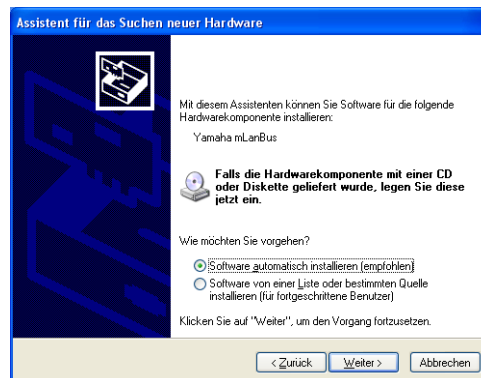 Assistent für das Suchen neuer Hardware
Mit diesem Assistenten können Sie Software für die folgende
Hardwarekomponente installieren:
Yamaha mLanBus
Falls die Hardwarekomponente mit einer CD
oder Diskette geliefert wurde, legen Sie diese
jetzt ein.
Wie möchten Sie vorgehen?
Software automatisch installieren (empfohlen)
Software von einer Liste oder bestimmten Quelle
installieren (für fortgeschrittene Benutzer)
Klicken Sie auf "Weiter", um den Vorgang fortzusetzen.
< Zurück Weiter > Abbrechen